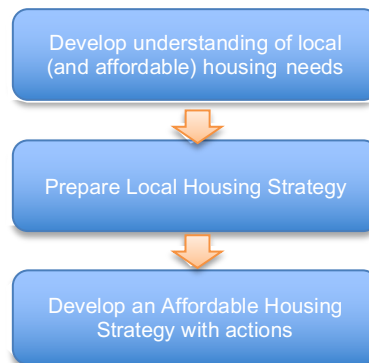 Develop understanding of local
(and affordable) housing needs
Prepare Local Housing Strategy
Develop an Affordable Housing
Strategy with actions